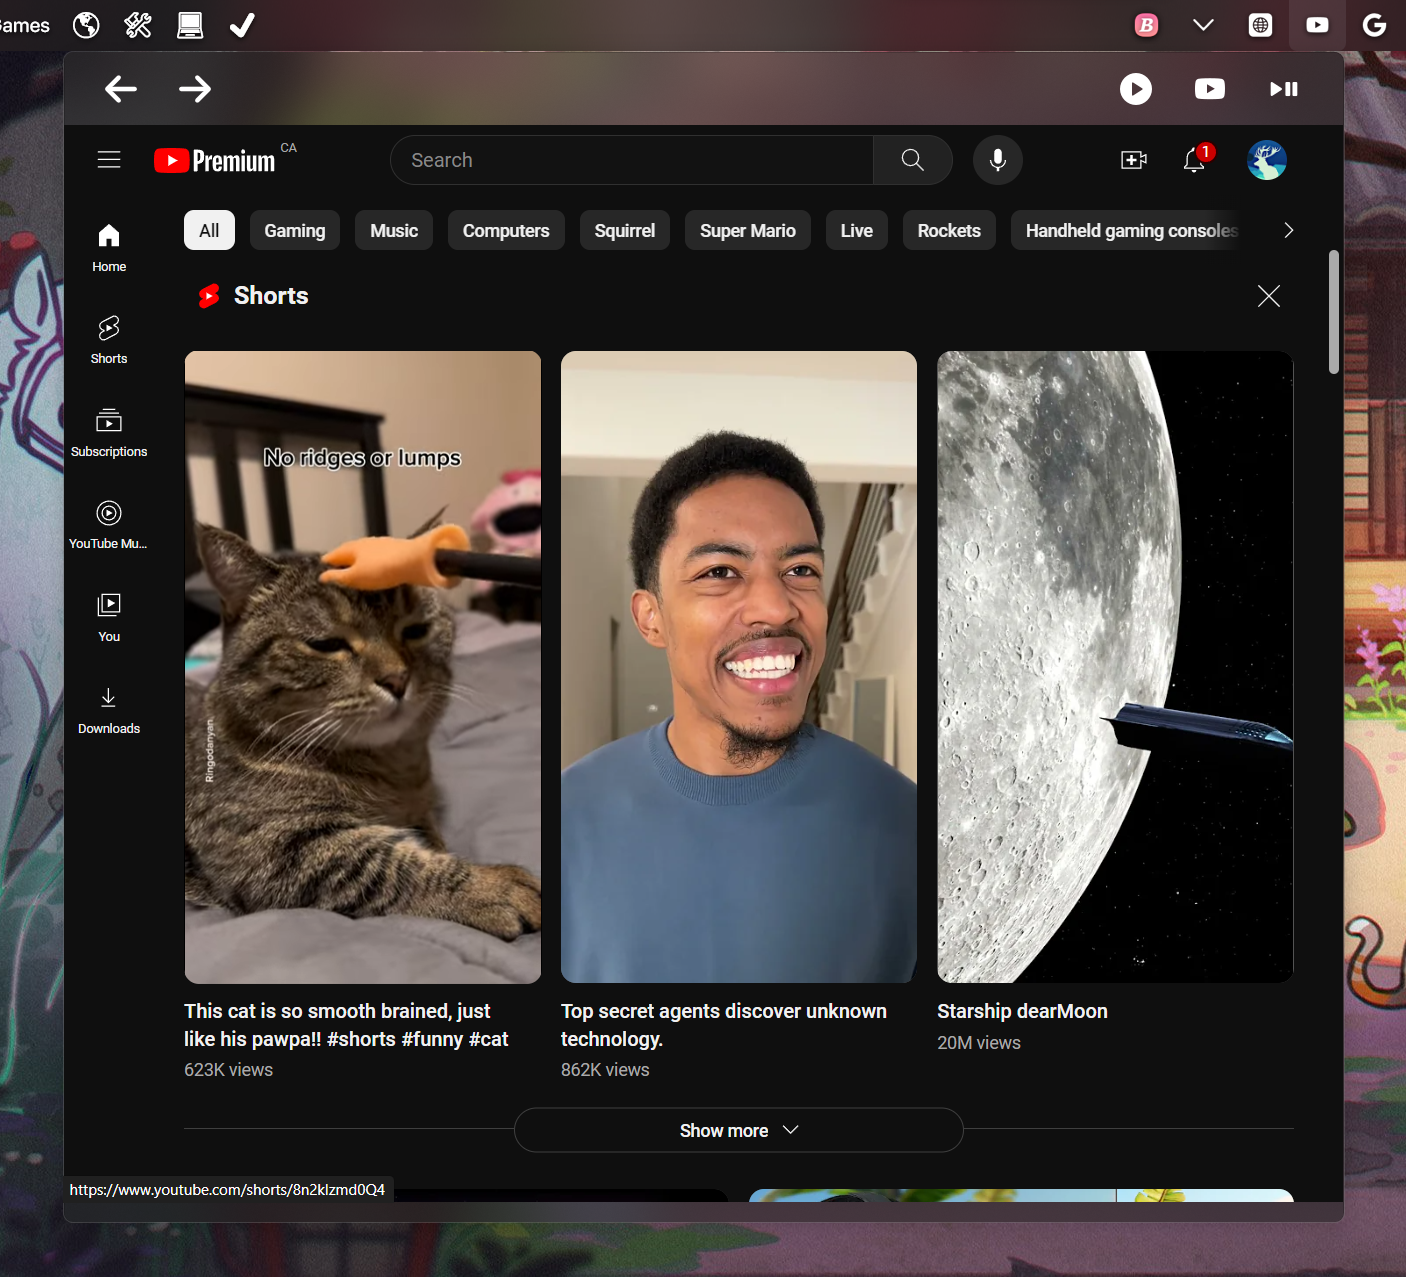 Games
Premium CA
Search
1
All
Gaming
Music
Computers
Squirrel
Super Mario
Live
Rockets
Handheld gaming consoles
Home
Shorts
Subscriptions
YouTube Mu...
You
Downloads
Shorts
No ridges or lumps
Ringodanyan
This cat is so smooth brained, just
like his pawpa!! #shorts #funny #cat
623K views
Top secret agents discover unknown
technology.
862K views
Starship dearMoon
20M views
Show more
https://www.youtube.com/shorts/8n2klzmd0Q4